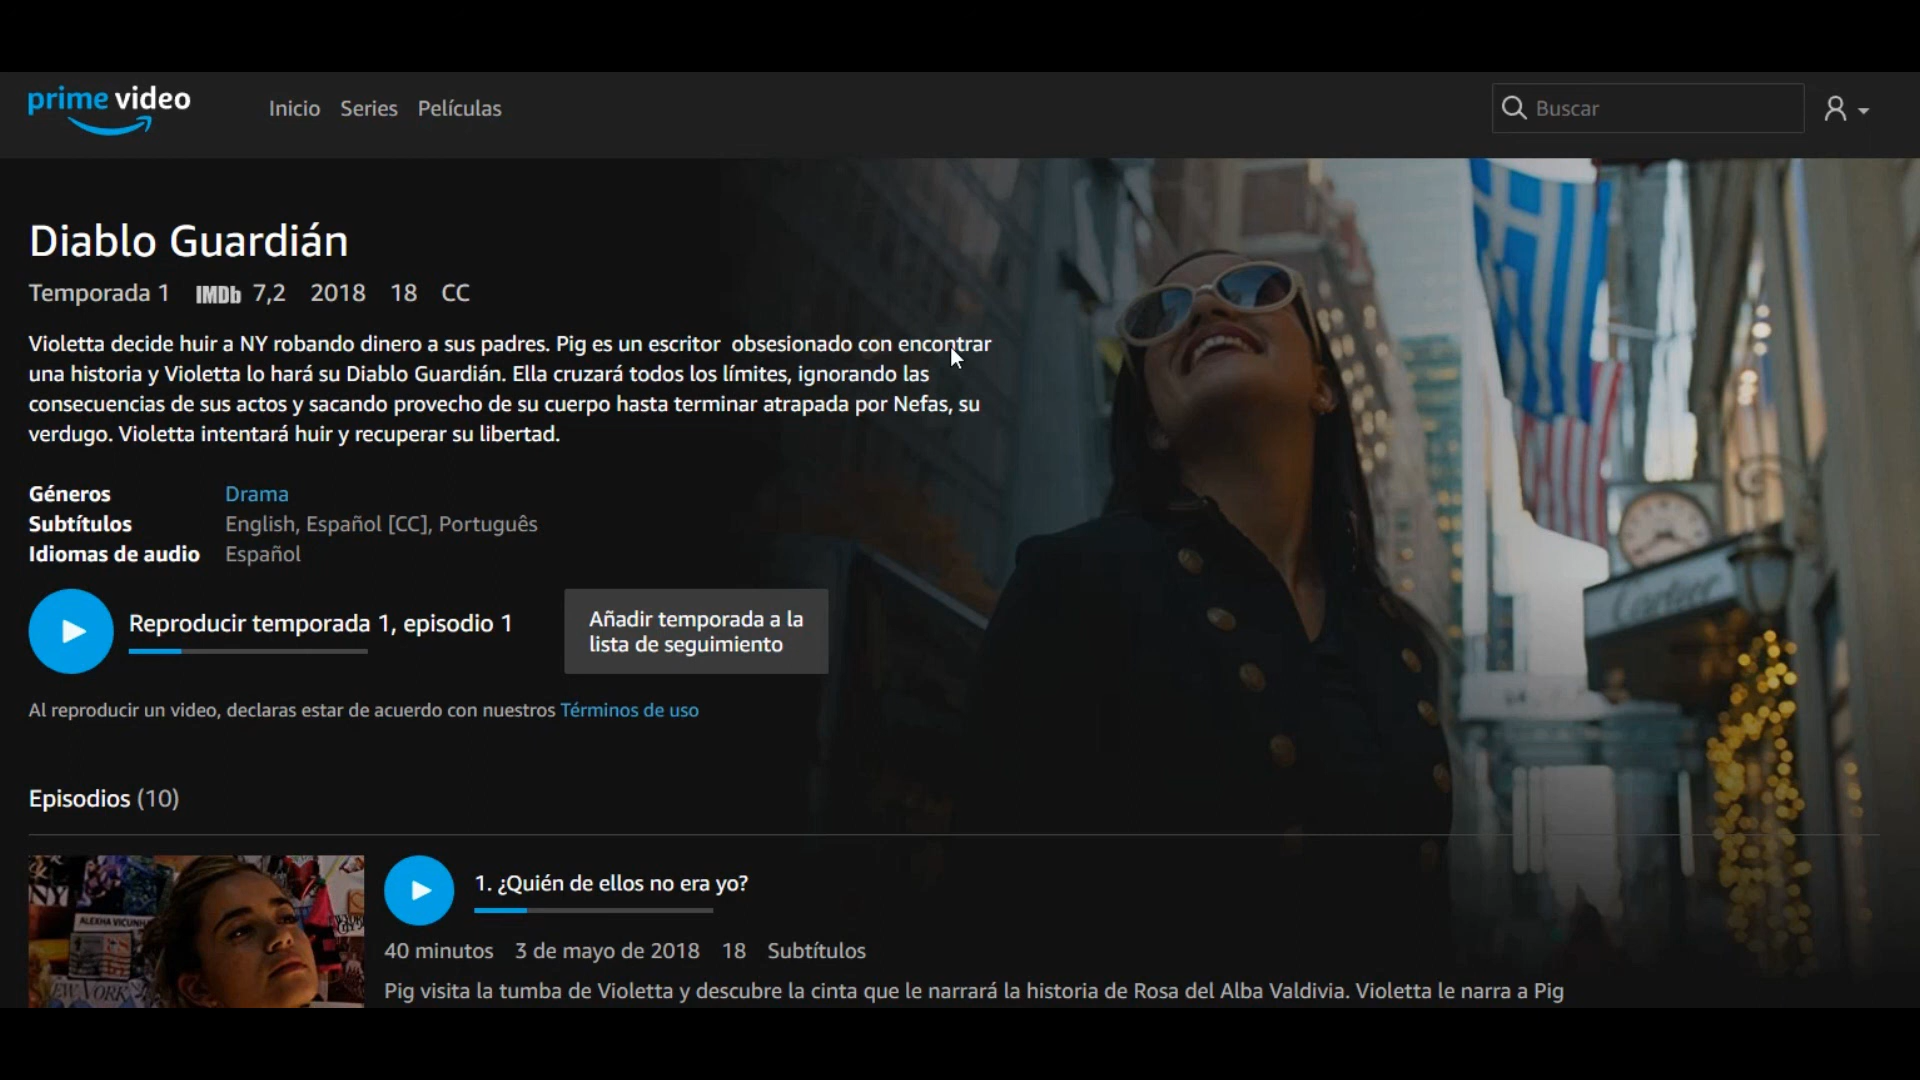 prime video
Inicio Series Películas
Buscar
Diablo Guardián
Temporada 1 IMDb 7,2 2018 18 CC
Violetta decide huir a NY robando dinero a sus padres. Pig es un escritor obsesionado con encontrar
una historia y Violetta lo hará su Diablo Guardián. Ella cruzará todos los límites, ignorando las
consecuencias de sus actos y sacando provecho de su cuerpo hasta terminar atrapada por Nefas, su
verdugo. Violetta intentará huir y recuperar su libertad.
Géneros Drama
Subtítulos English, Español [CC], Português
Idiomas de audio Español
Reproducir temporada 1, episodio 1
Añadir temporada a la
lista de seguimiento
Al reproducir un video, declaras estar de acuerdo con nuestros Términos de uso
Cartier
Episodios (10)
1. ¿Quién de ellos no era yo?
40 minutos 3 de mayo de 2018 18 Subtítulos
Pig visita la tumba de Violetta y descubre la cinta que le narrará la historia de Rosa del Alba Valdivia. Violetta le narra a Pig
NY